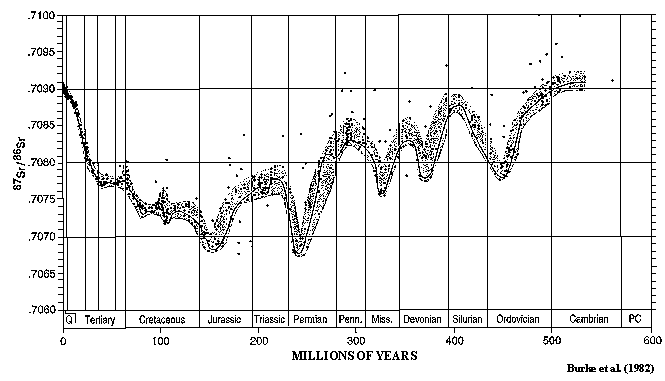 .7100
.7095
.7090
.7085
.7080
.7075
.7070
.7065
.7060
87Sr/86Sr
Q Tertiary Cretaceous Jurassic Triassic Permian Penn. Miss. Devonian Silurian Ordovician Cambrian PC
0 100 200 300 400 500 600
MILLIONS OF YEARS
Burke et al. (1982)